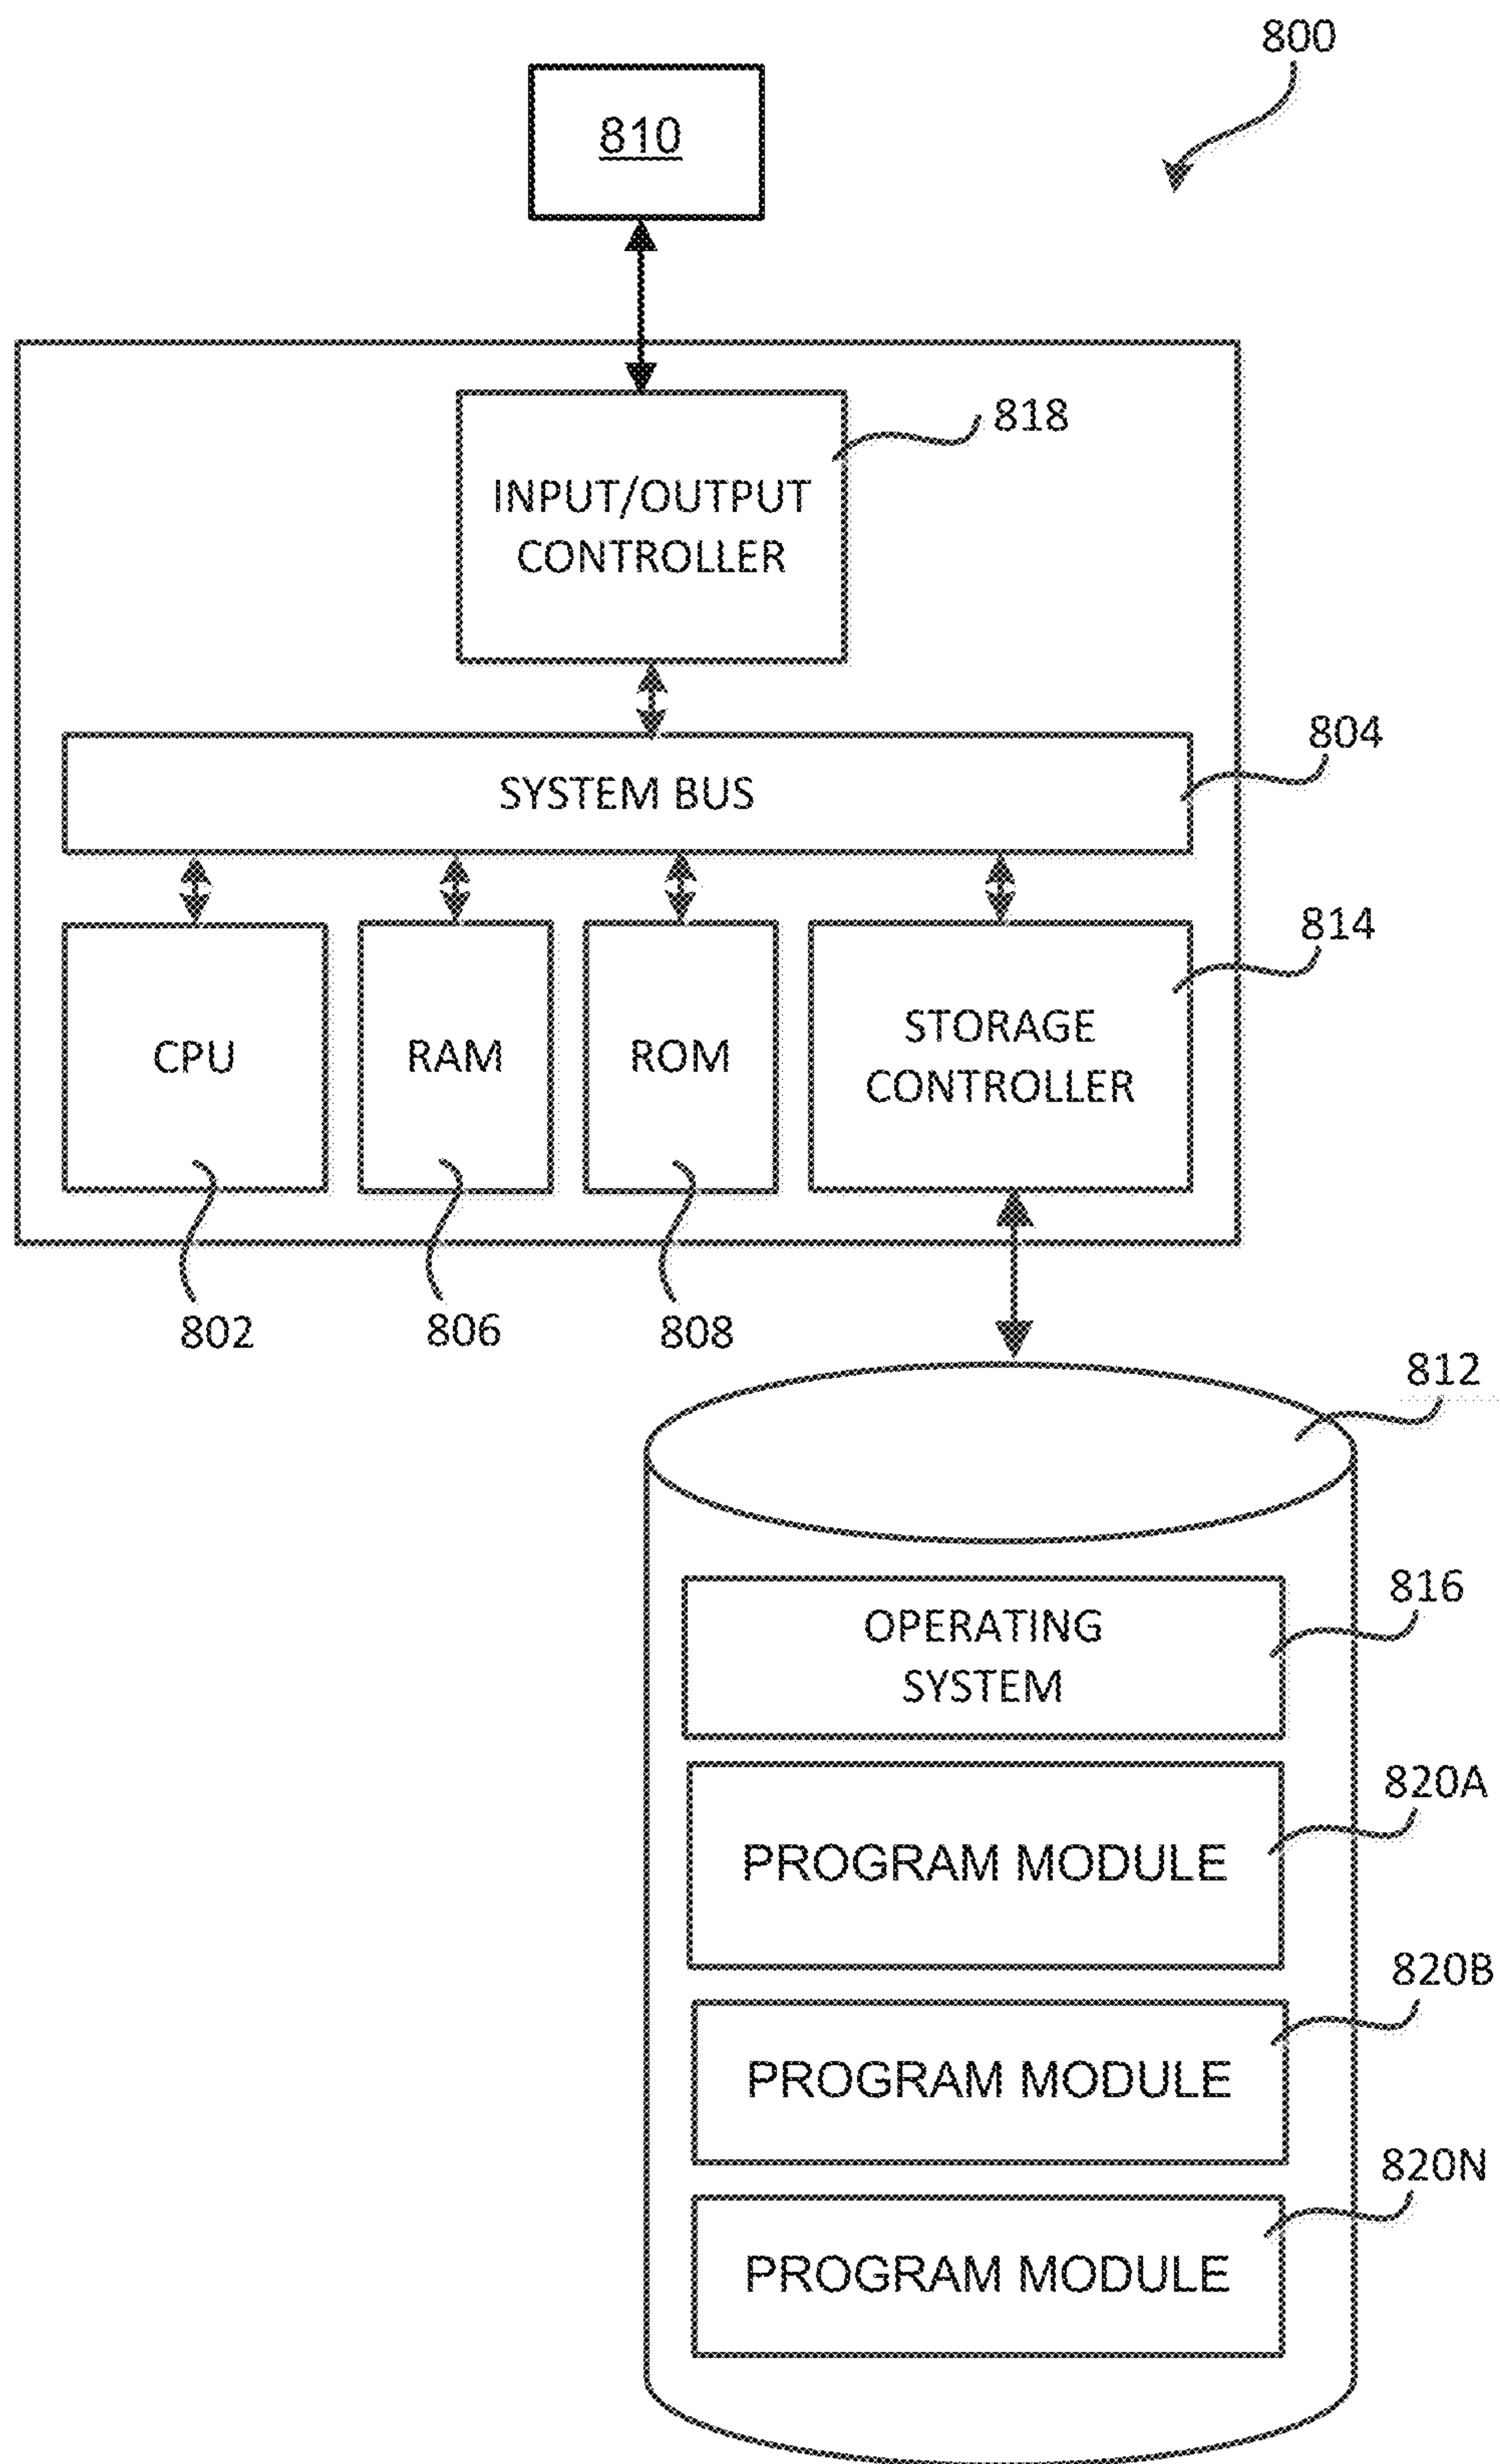 800
810
818
INPUT/OUTPUT
CONTROLLER
804
SYSTEM BUS
814
CPU
RAM
ROM
STORAGE
CONTROLLER
802
806
808
812
816
OPERATING
SYSTEM
820A
PROGRAM MODULE
820B
PROGRAM MODULE
820N
PROGRAM MODULE